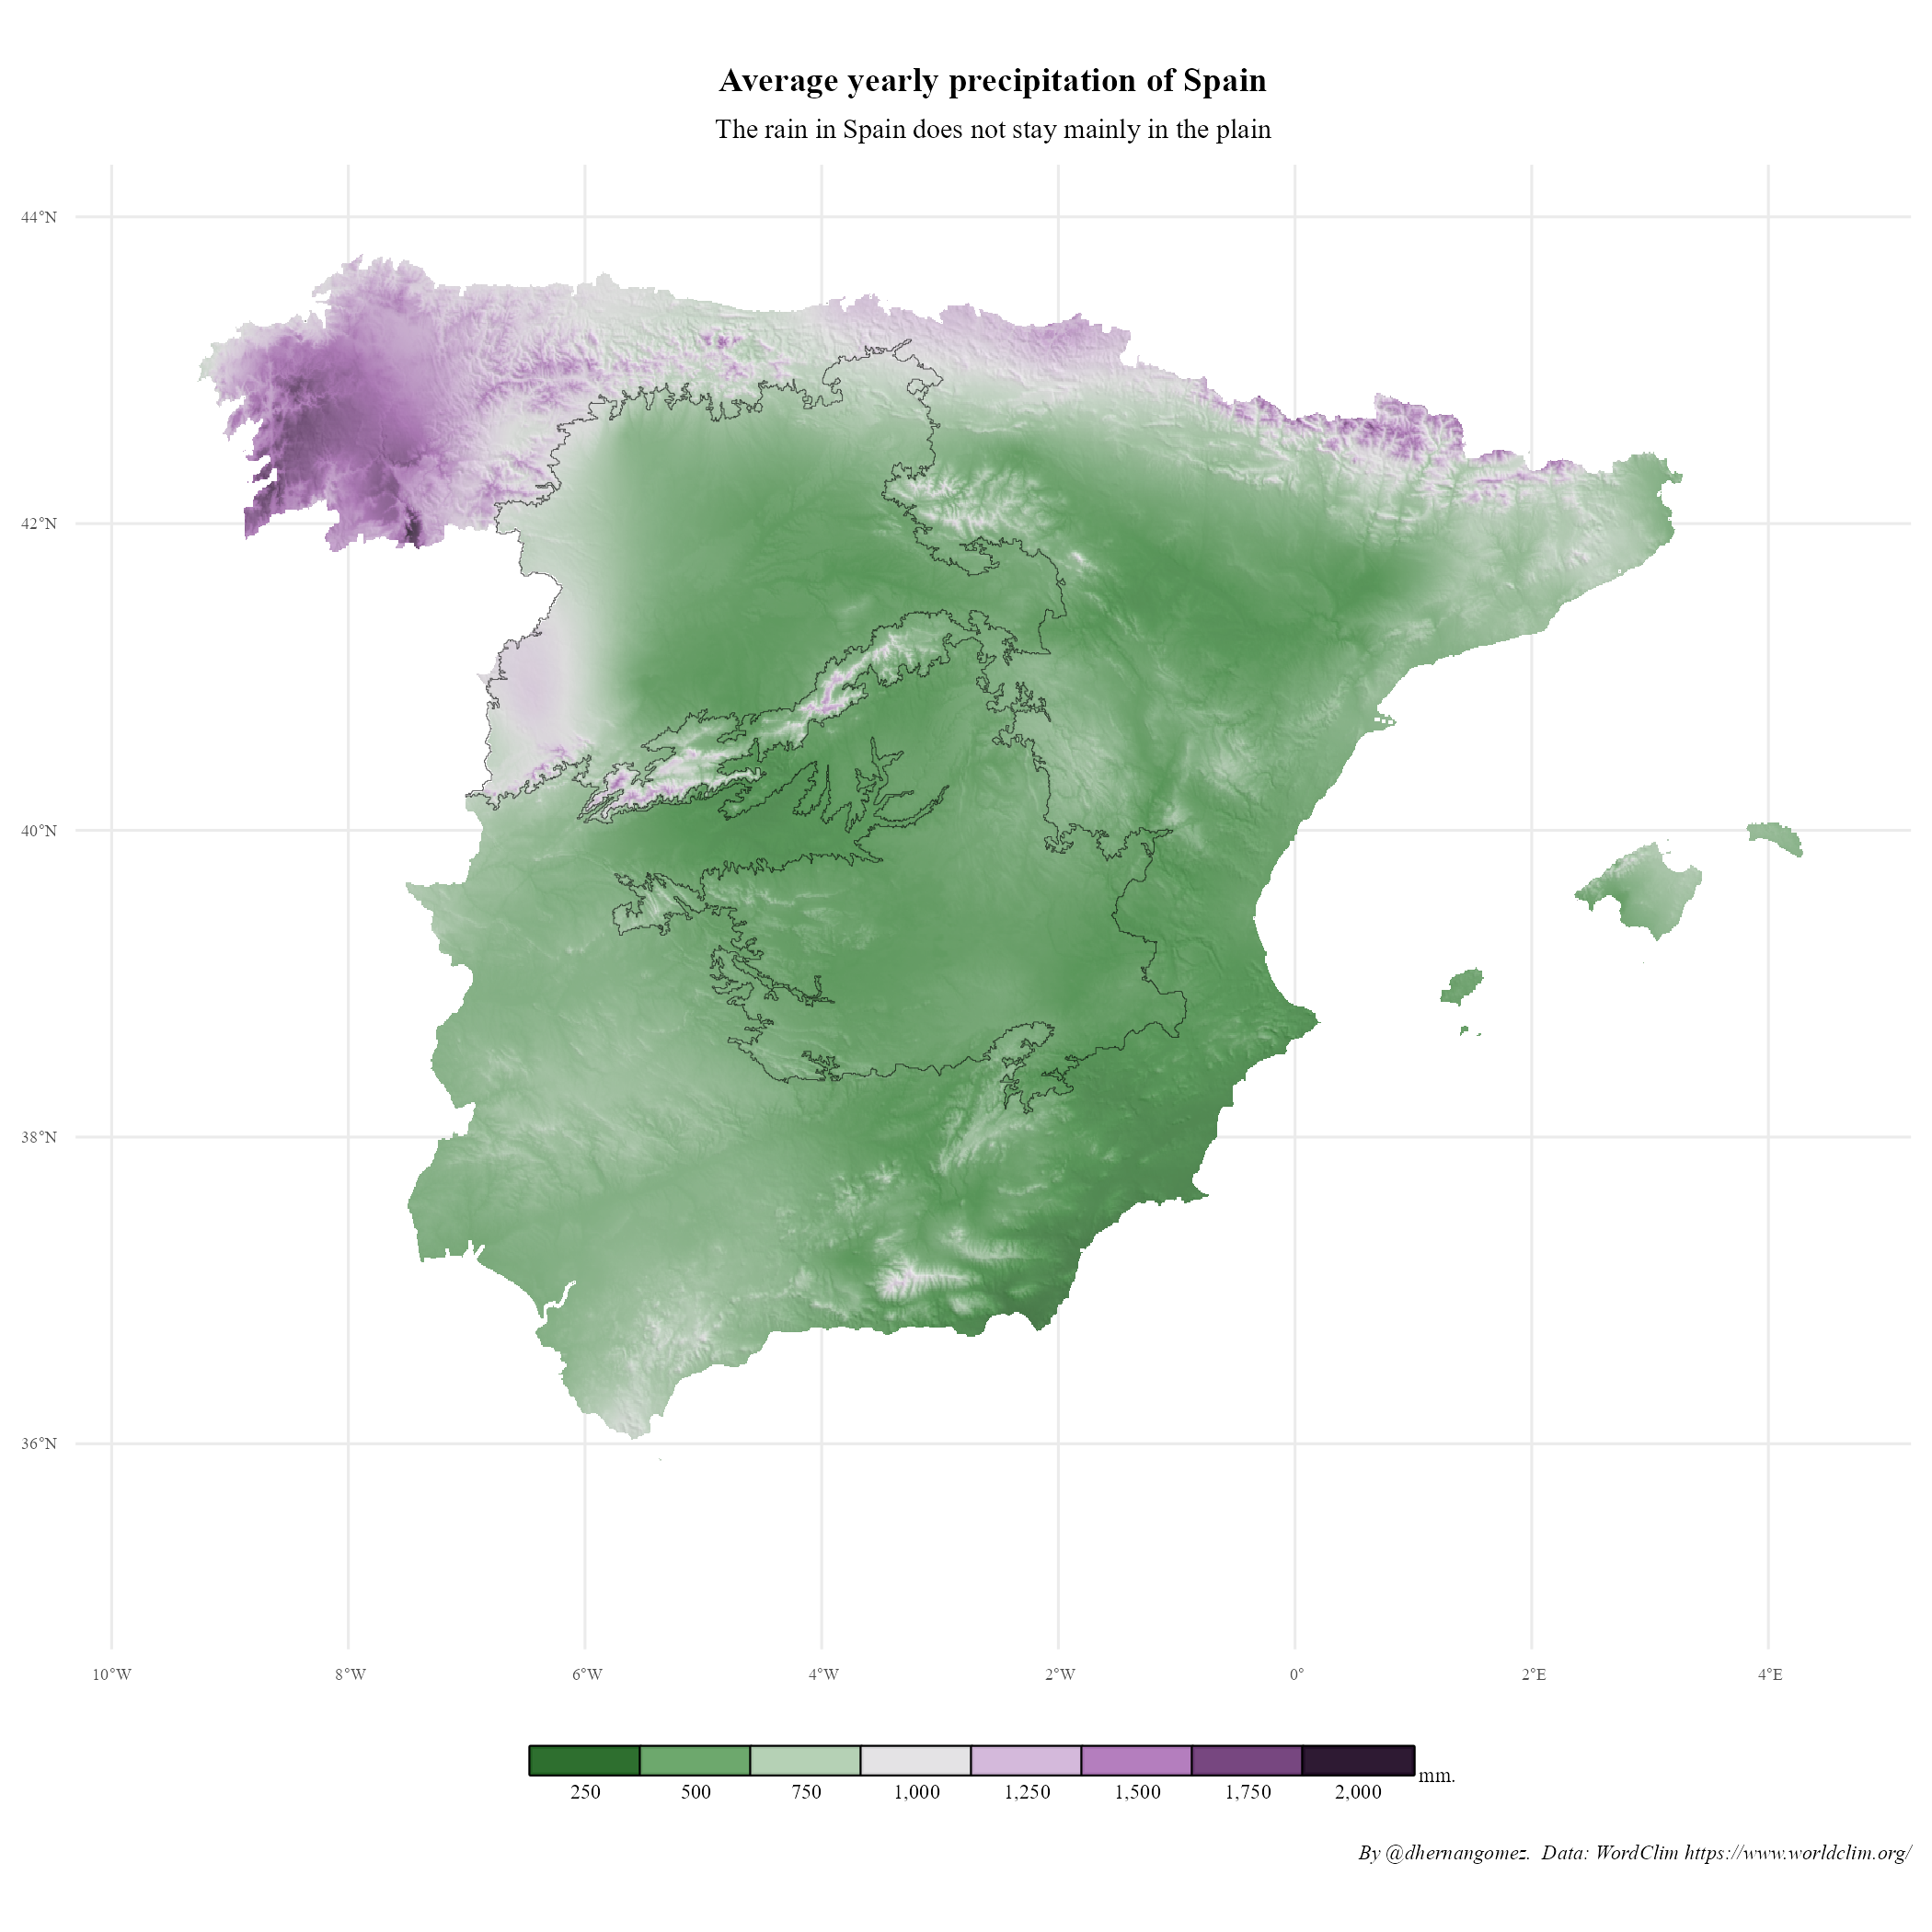 Average yearly precipitation of Spain
The rain in Spain does not stay mainly in the plain
44°N
42°N
40°N
38°N
36°N
10°W 8°W 6°W 4°W 2°W 0° 2°E 4°E
mm.
250 500 750 1,000 1,250 1,500 1,750 2,000
By @dhernangomez. Data: WordClim https://www.worldclim.org/